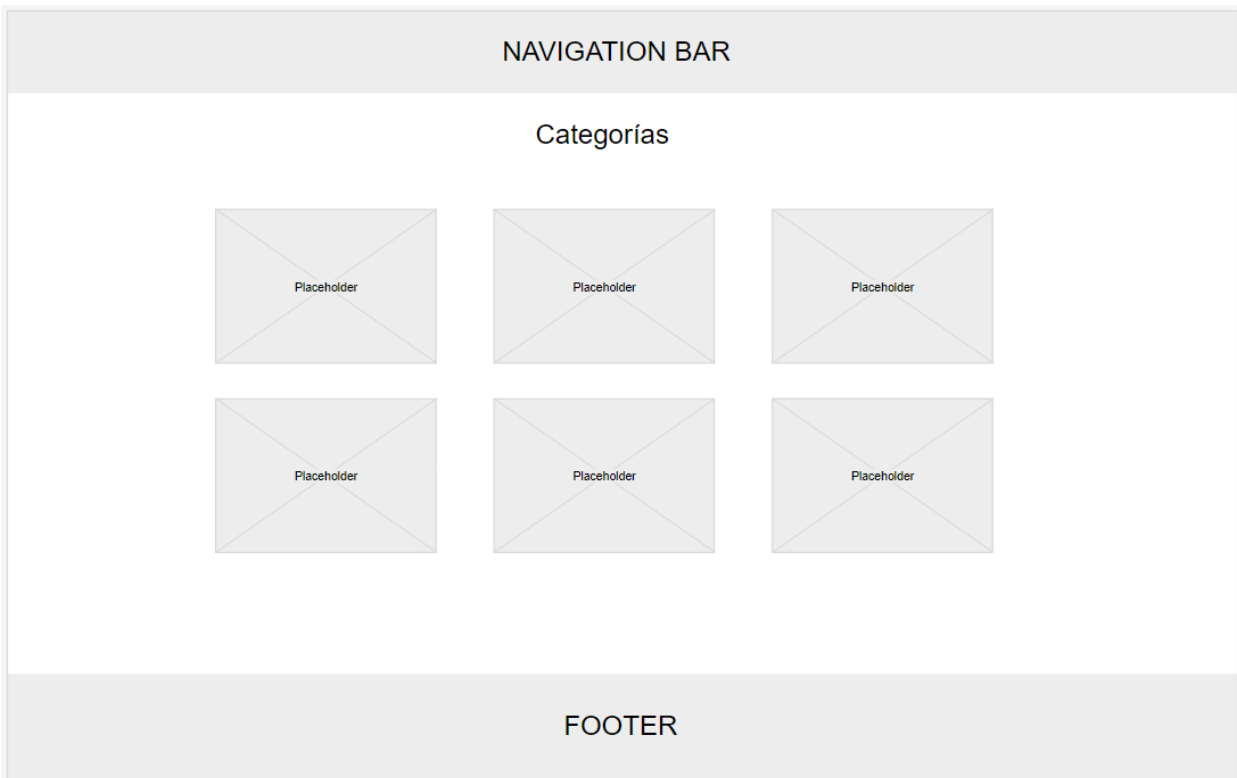 NAVIGATION BAR
Categorías
Placeholder
Placeholder
Placeholder
Placeholder
Placeholder
Placeholder
FOOTER